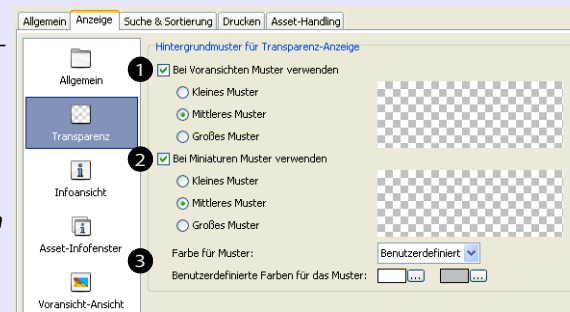 Allgemein Anzeige Suche & Sortierung Drucken Asset-Handling
Allgemein
Transparenz
Infoansicht
Asset-Infofenster
Voransicht-Ansicht
Hintergrundmuster für Transparenz-Anzeige
1 Bei Voransichten Muster verwenden
Kleines Muster
Mittleres Muster
Großes Muster
2 Bei Miniaturen Muster verwenden
Kleines Muster
Mittleres Muster
Großes Muster
3
Farbe für Muster: Benutzerdefiniert
Benutzerdefinierte Farben für das Muster: ... ...